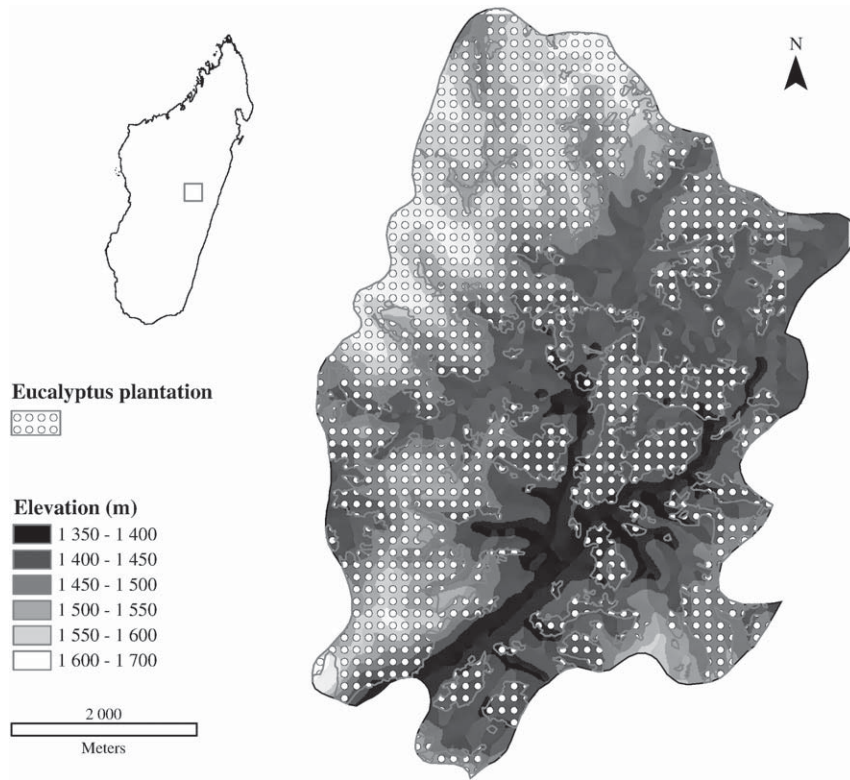 N
Eucalyptus plantation
Elevation (m)
1 350 - 1 400
1 400 - 1 450
1 450 - 1 500
1 500 - 1 550
1 550 - 1 600
1 600 - 1 700
2 000
Meters